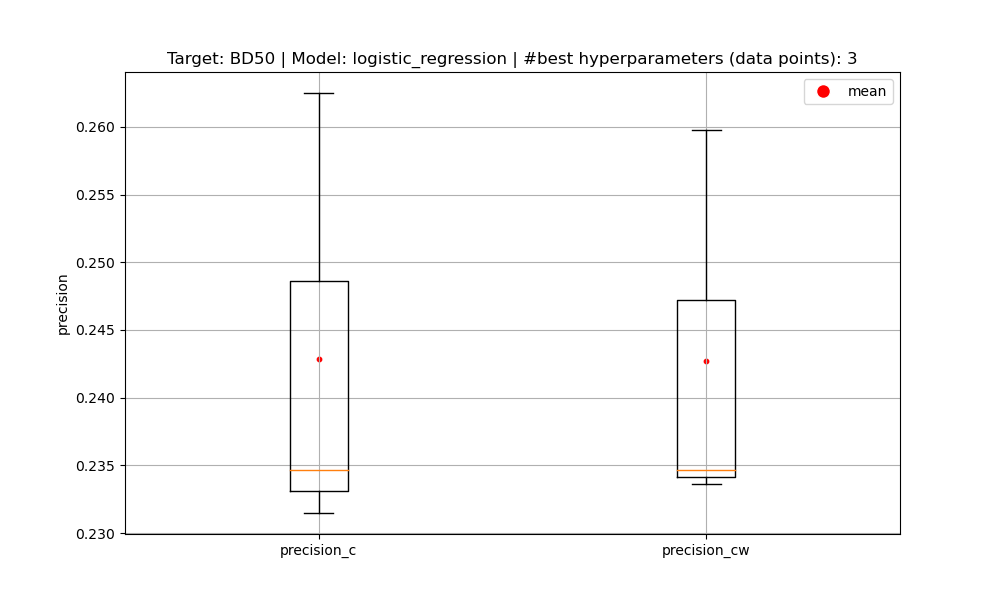 Target: BD50 | Model: logistic_regression | #best hyperparameters (data points): 3
mean
0.260
0.255
0.250
0.245
0.240
0.235
0.230
precision
precision_c
precision_cw